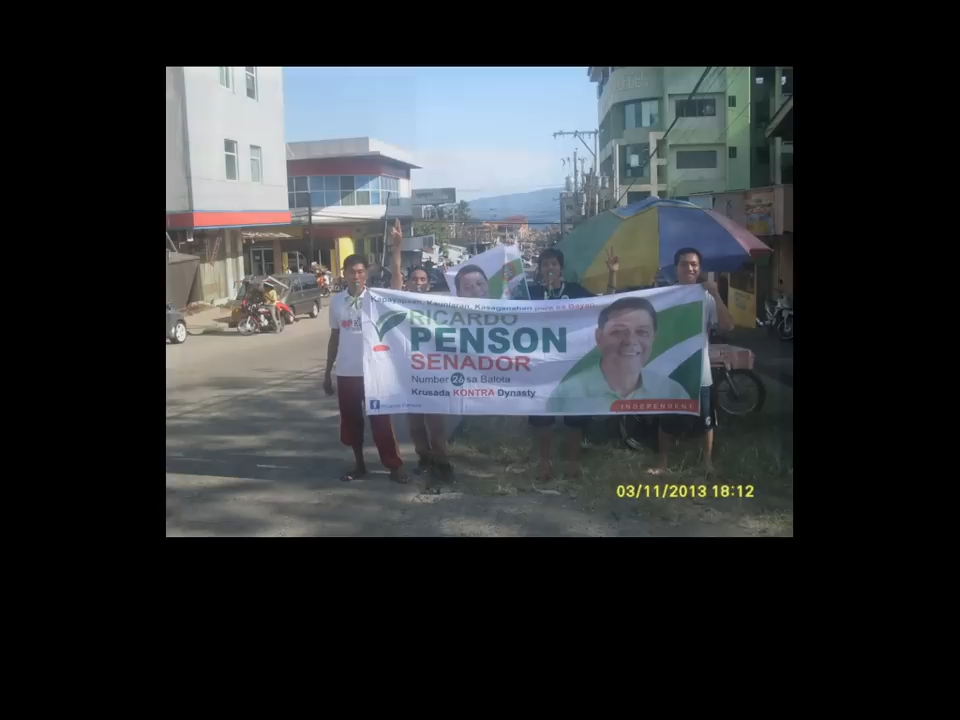 Kapayapaan, Kaunlaran, Kasaganahan para sa Bayan
RICARDO
PENSON
SENADOR
Number 26 sa Balota
Krusada KONTRA Dynasty
INDEPENDENT
03/11/2013 18:12